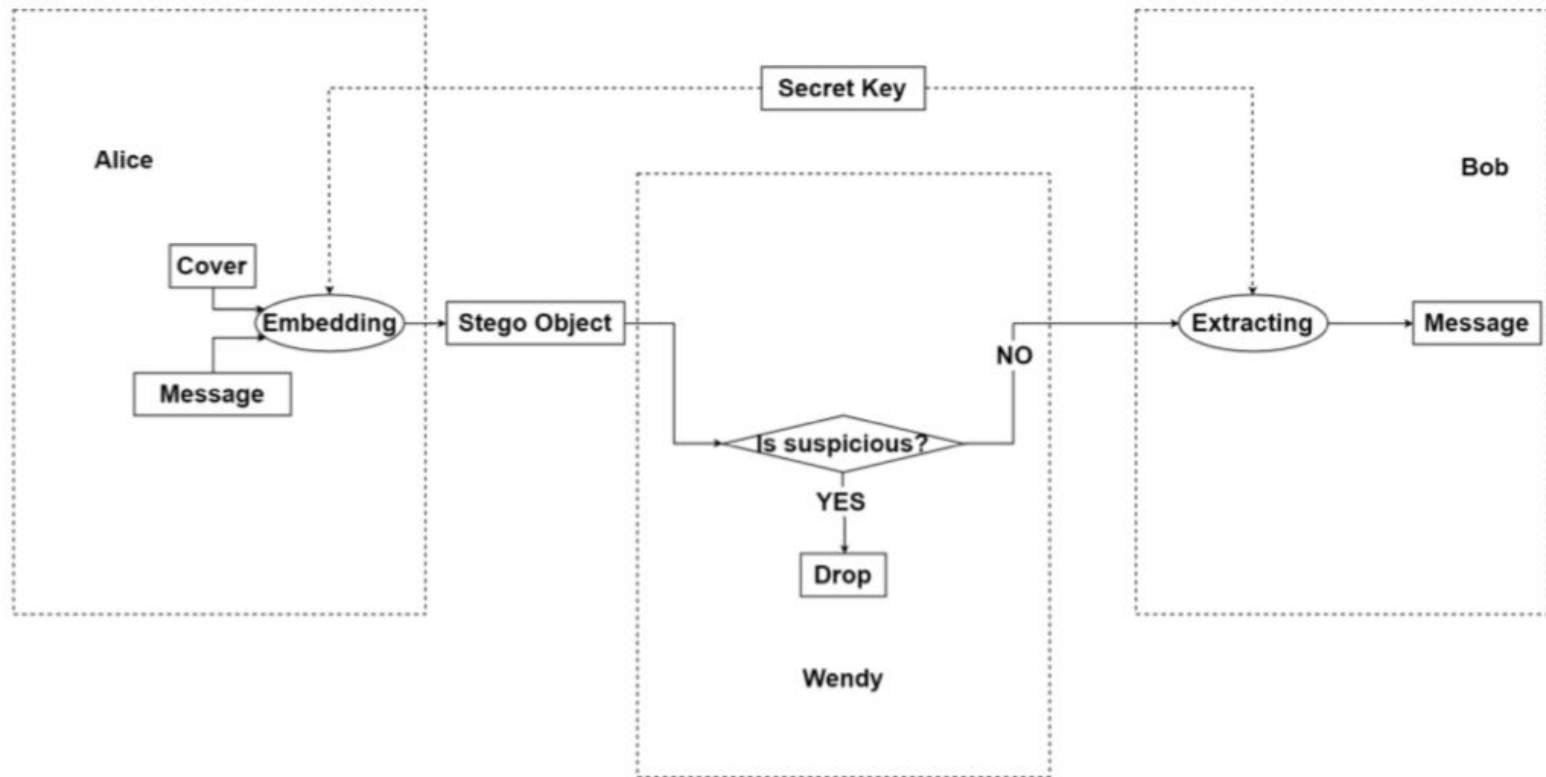 Secret Key
Alice
Bob
Cover
Embedding
Stego Object
Extracting
Message
NO
Message
Is suspicious?
YES
Drop
Wendy